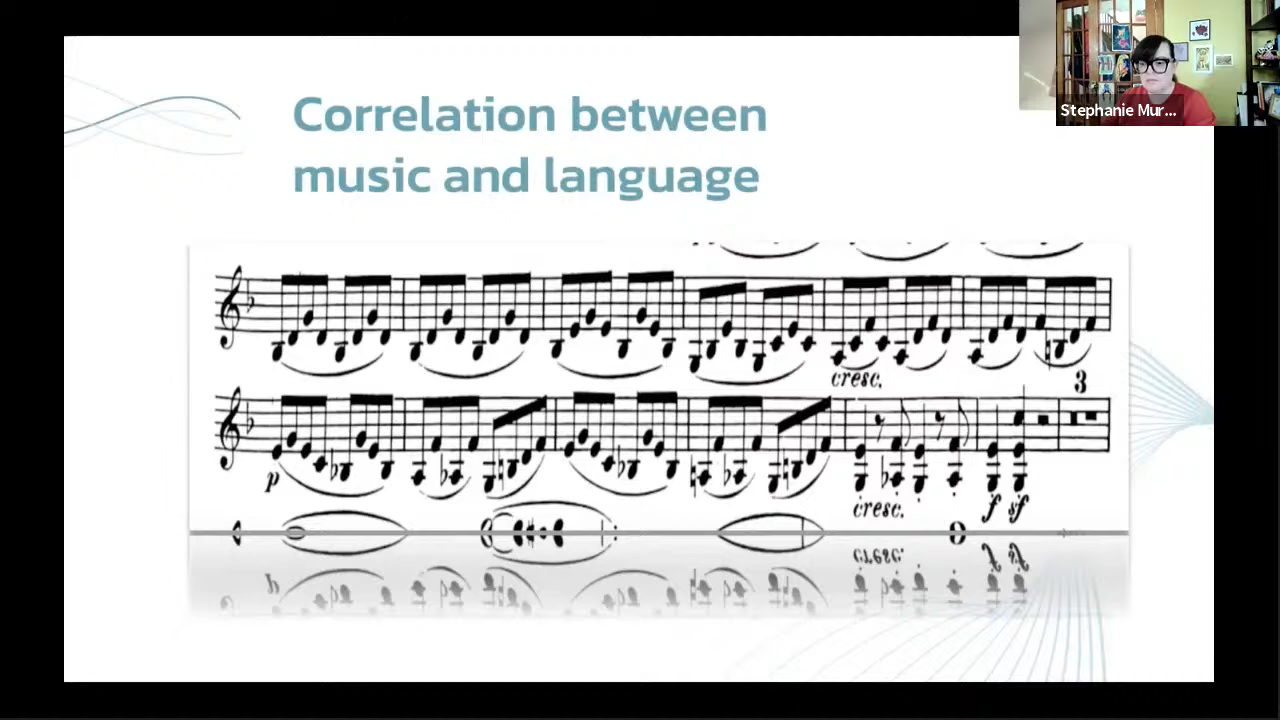 Stephanie Mur...
Correlation between
music and language
cresc.
3
p
cresc.
f sf